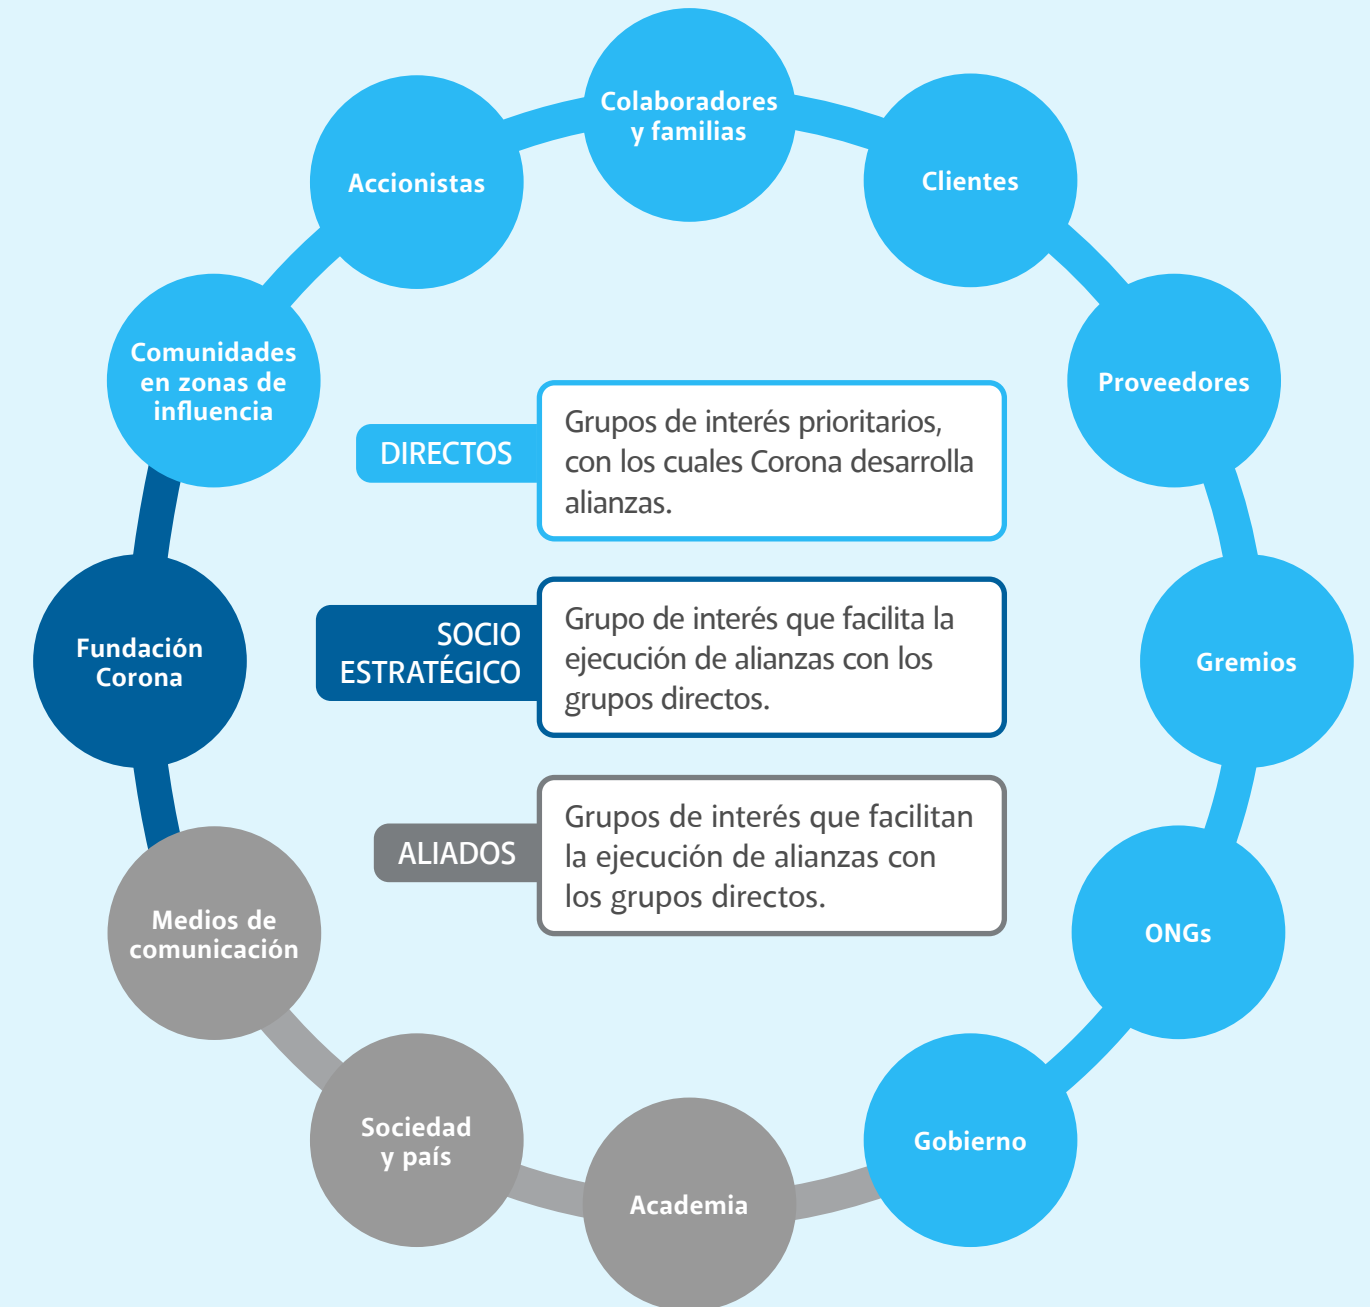 Colaboradores
y familias
Accionistas
Clientes
Comunidades
en zonas de
influencia
Proveedores
DIRECTOS
Grupos de interés prioritarios,
con los cuales Corona desarrolla
alianzas.
Fundación
Corona
SOCIO
ESTRATÉGICO
Grupo de interés que facilita la
ejecución de alianzas con los
grupos directos.
Gremios
ALIADOS
Grupos de interés que facilitan
la ejecución de alianzas con
los grupos directos.
Medios de
comunicación
ONGs
Sociedad
y país
Gobierno
Academia